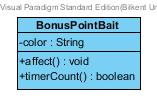 Visual Paradigm Standard Edition(Bilkent Ur
BonusPointBait
-color : String
+affect() : void
+timerCount() : boolean